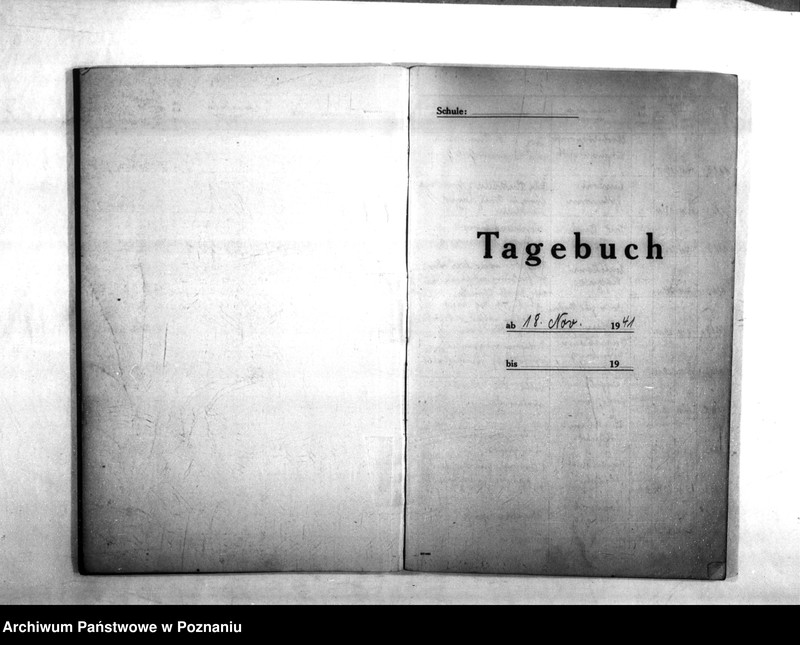 Schule:
Tagebuch
ab 18. Nov. 1941
bis 19
Archiwum Państwowe w Poznaniu